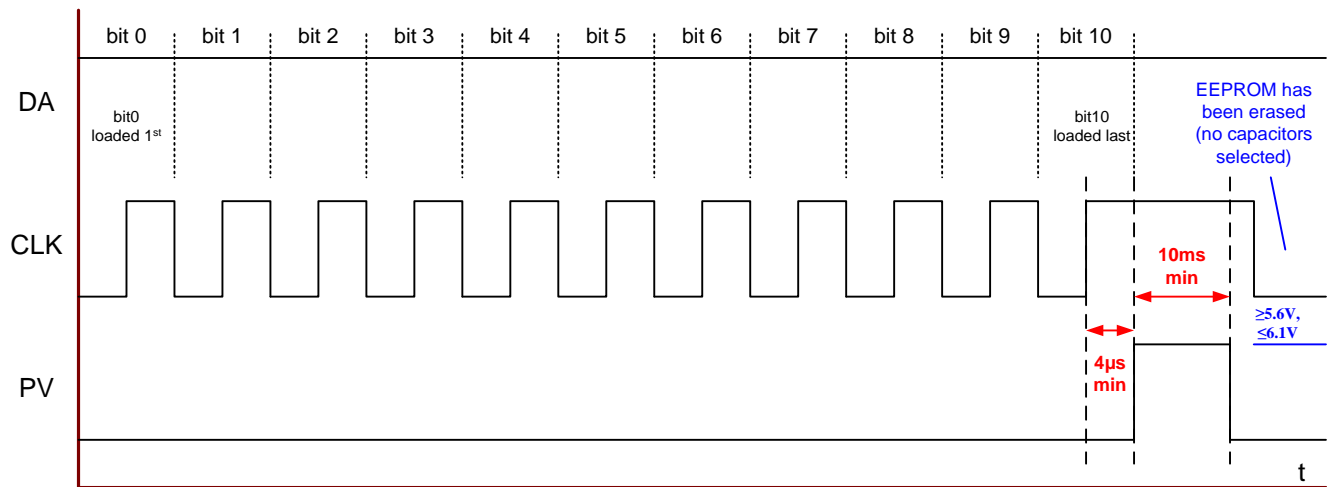 bit 0 bit 1 bit 2 bit 3 bit 4 bit 5 bit 6 bit 7 bit 8 bit 9 bit 10
DA
bit0
loaded 1st
bit10
loaded last
EEPROM has
been erased
(no capacitors
selected)
CLK
10ms
min
≥5.6V,
≤6.1V
4µs
min
PV
t